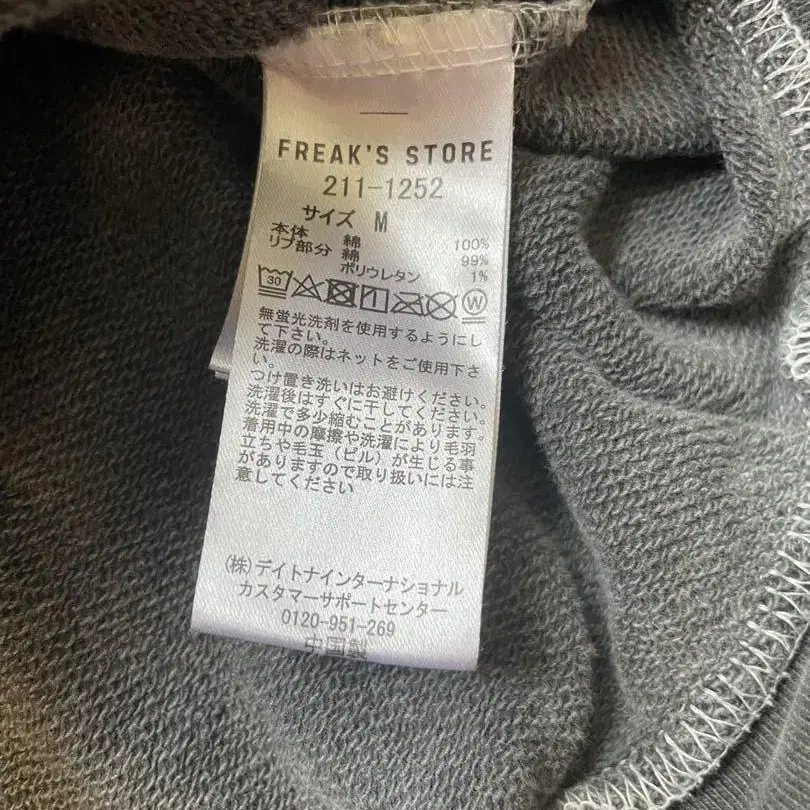 FREAK'S STORE
211-1252
サイズ M
本体 綿 100%
リブ部分 綿 99%
ポリウレタン 1%
30 W
無蛍光洗剤を使用するようにし
て下さい。
洗濯の際はネットをご使用下さ
い。
つけ置き洗いはお避けください。
洗濯後はすぐに干してください。
洗濯で多少縮むことがあります。
着用中の摩擦や洗濯により毛羽
立ちや毛玉（ピル）が生じる事
がありますので取り扱いには注
意してください
(株)デイトナインターナショナル
カスタマーサポートセンター
0120-951-269
中国製